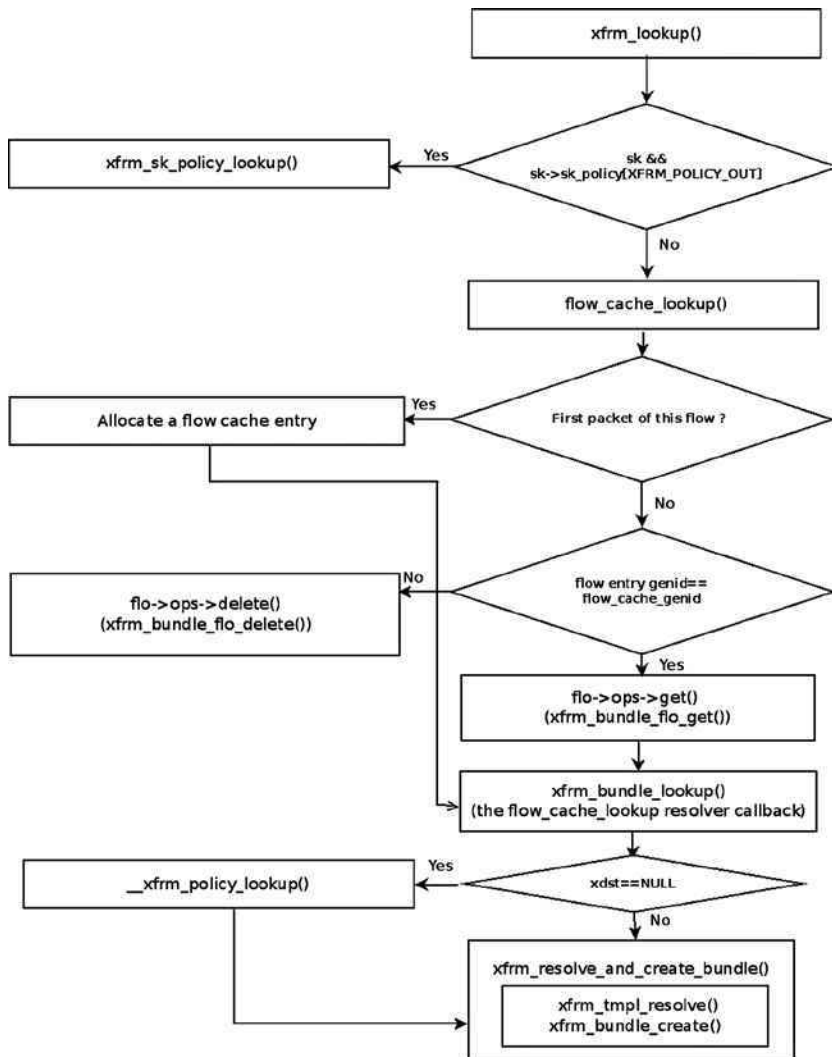 xfrm_lookup()
sk &&
sk->sk_policy[XFRM_POLICY_OUT]
Yes
xfrm_sk_policy_lookup()
No
flow_cache_lookup()
First packet of this flow ?
Yes
Allocate a flow cache entry
No
flow entry genid==
flow_cache_genid
No
flo->ops->delete()
(xfrm_bundle_flo_delete())
Yes
flo->ops->get()
(xfrm_bundle_flo_get())
xfrm_bundle_lookup()
(the flow_cache_lookup resolver callback)
xdst==NULL
Yes
__xfrm_policy_lookup()
No
xfrm_resolve_and_create_bundle()
xfrm_tmpl_resolve()
xfrm_bundle_create()